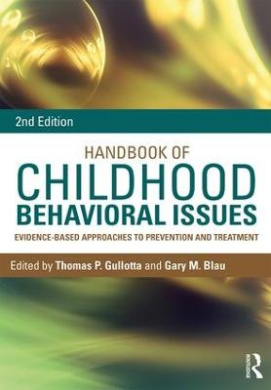 2nd Edition
HANDBOOK OF
CHILDHOOD
BEHAVIORAL ISSUES
EVIDENCE-BASED APPROACHES TO PREVENTION AND TREATMENT
Edited by Thomas P. Gullotta and Gary M. Blau
Routledge